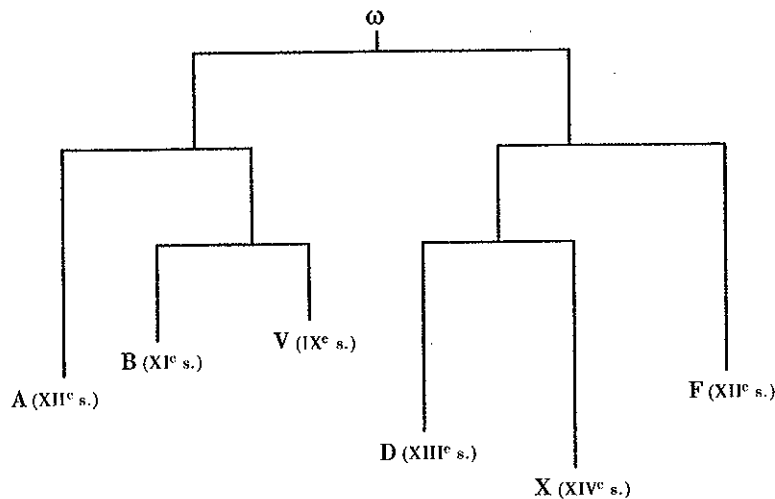 ω
V (IXᵉ s.)
B (XIᵉ s.)
A (XIIᵉ s.)
F (XIIᵉ s.)
D (XIIIᵉ s.)
X (XIVᵉ s.)